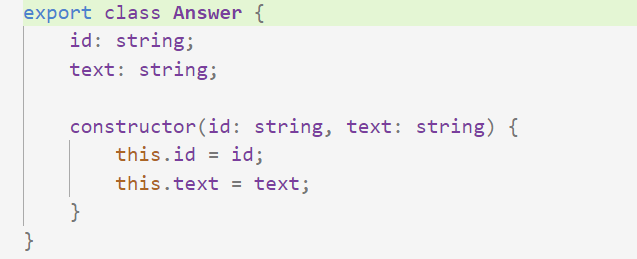 export class Answer {
    id: string;
    text: string;

    constructor(id: string, text: string) {
        this.id = id;
        this.text = text;
    }
}